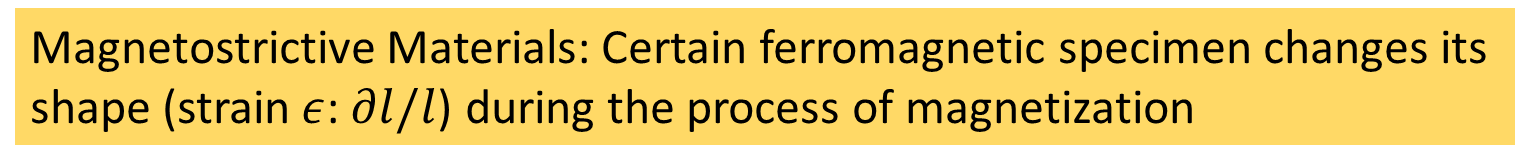 Magnetostrictive Materials: Certain ferromagnetic specimen changes its
shape (strain ϵ: ∂l/l) during the process of magnetization